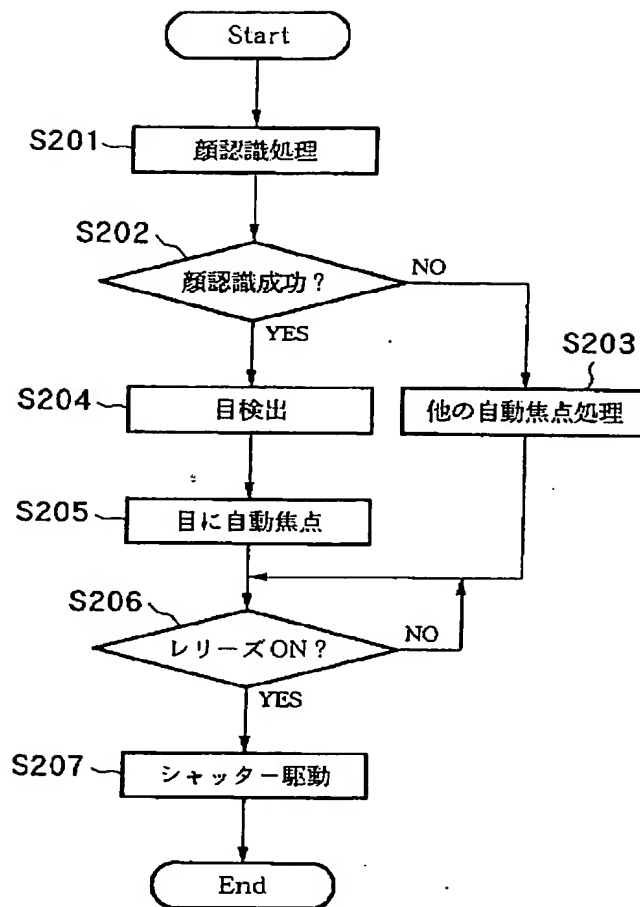 Start
S201
顔認識処理
S202
顔認識成功?
NO
YES
S203
他の自動焦点処理
S204
目検出
S205
目に自動焦点
S206
レリーズON?
NO
YES
S207
シャッター駆動
End